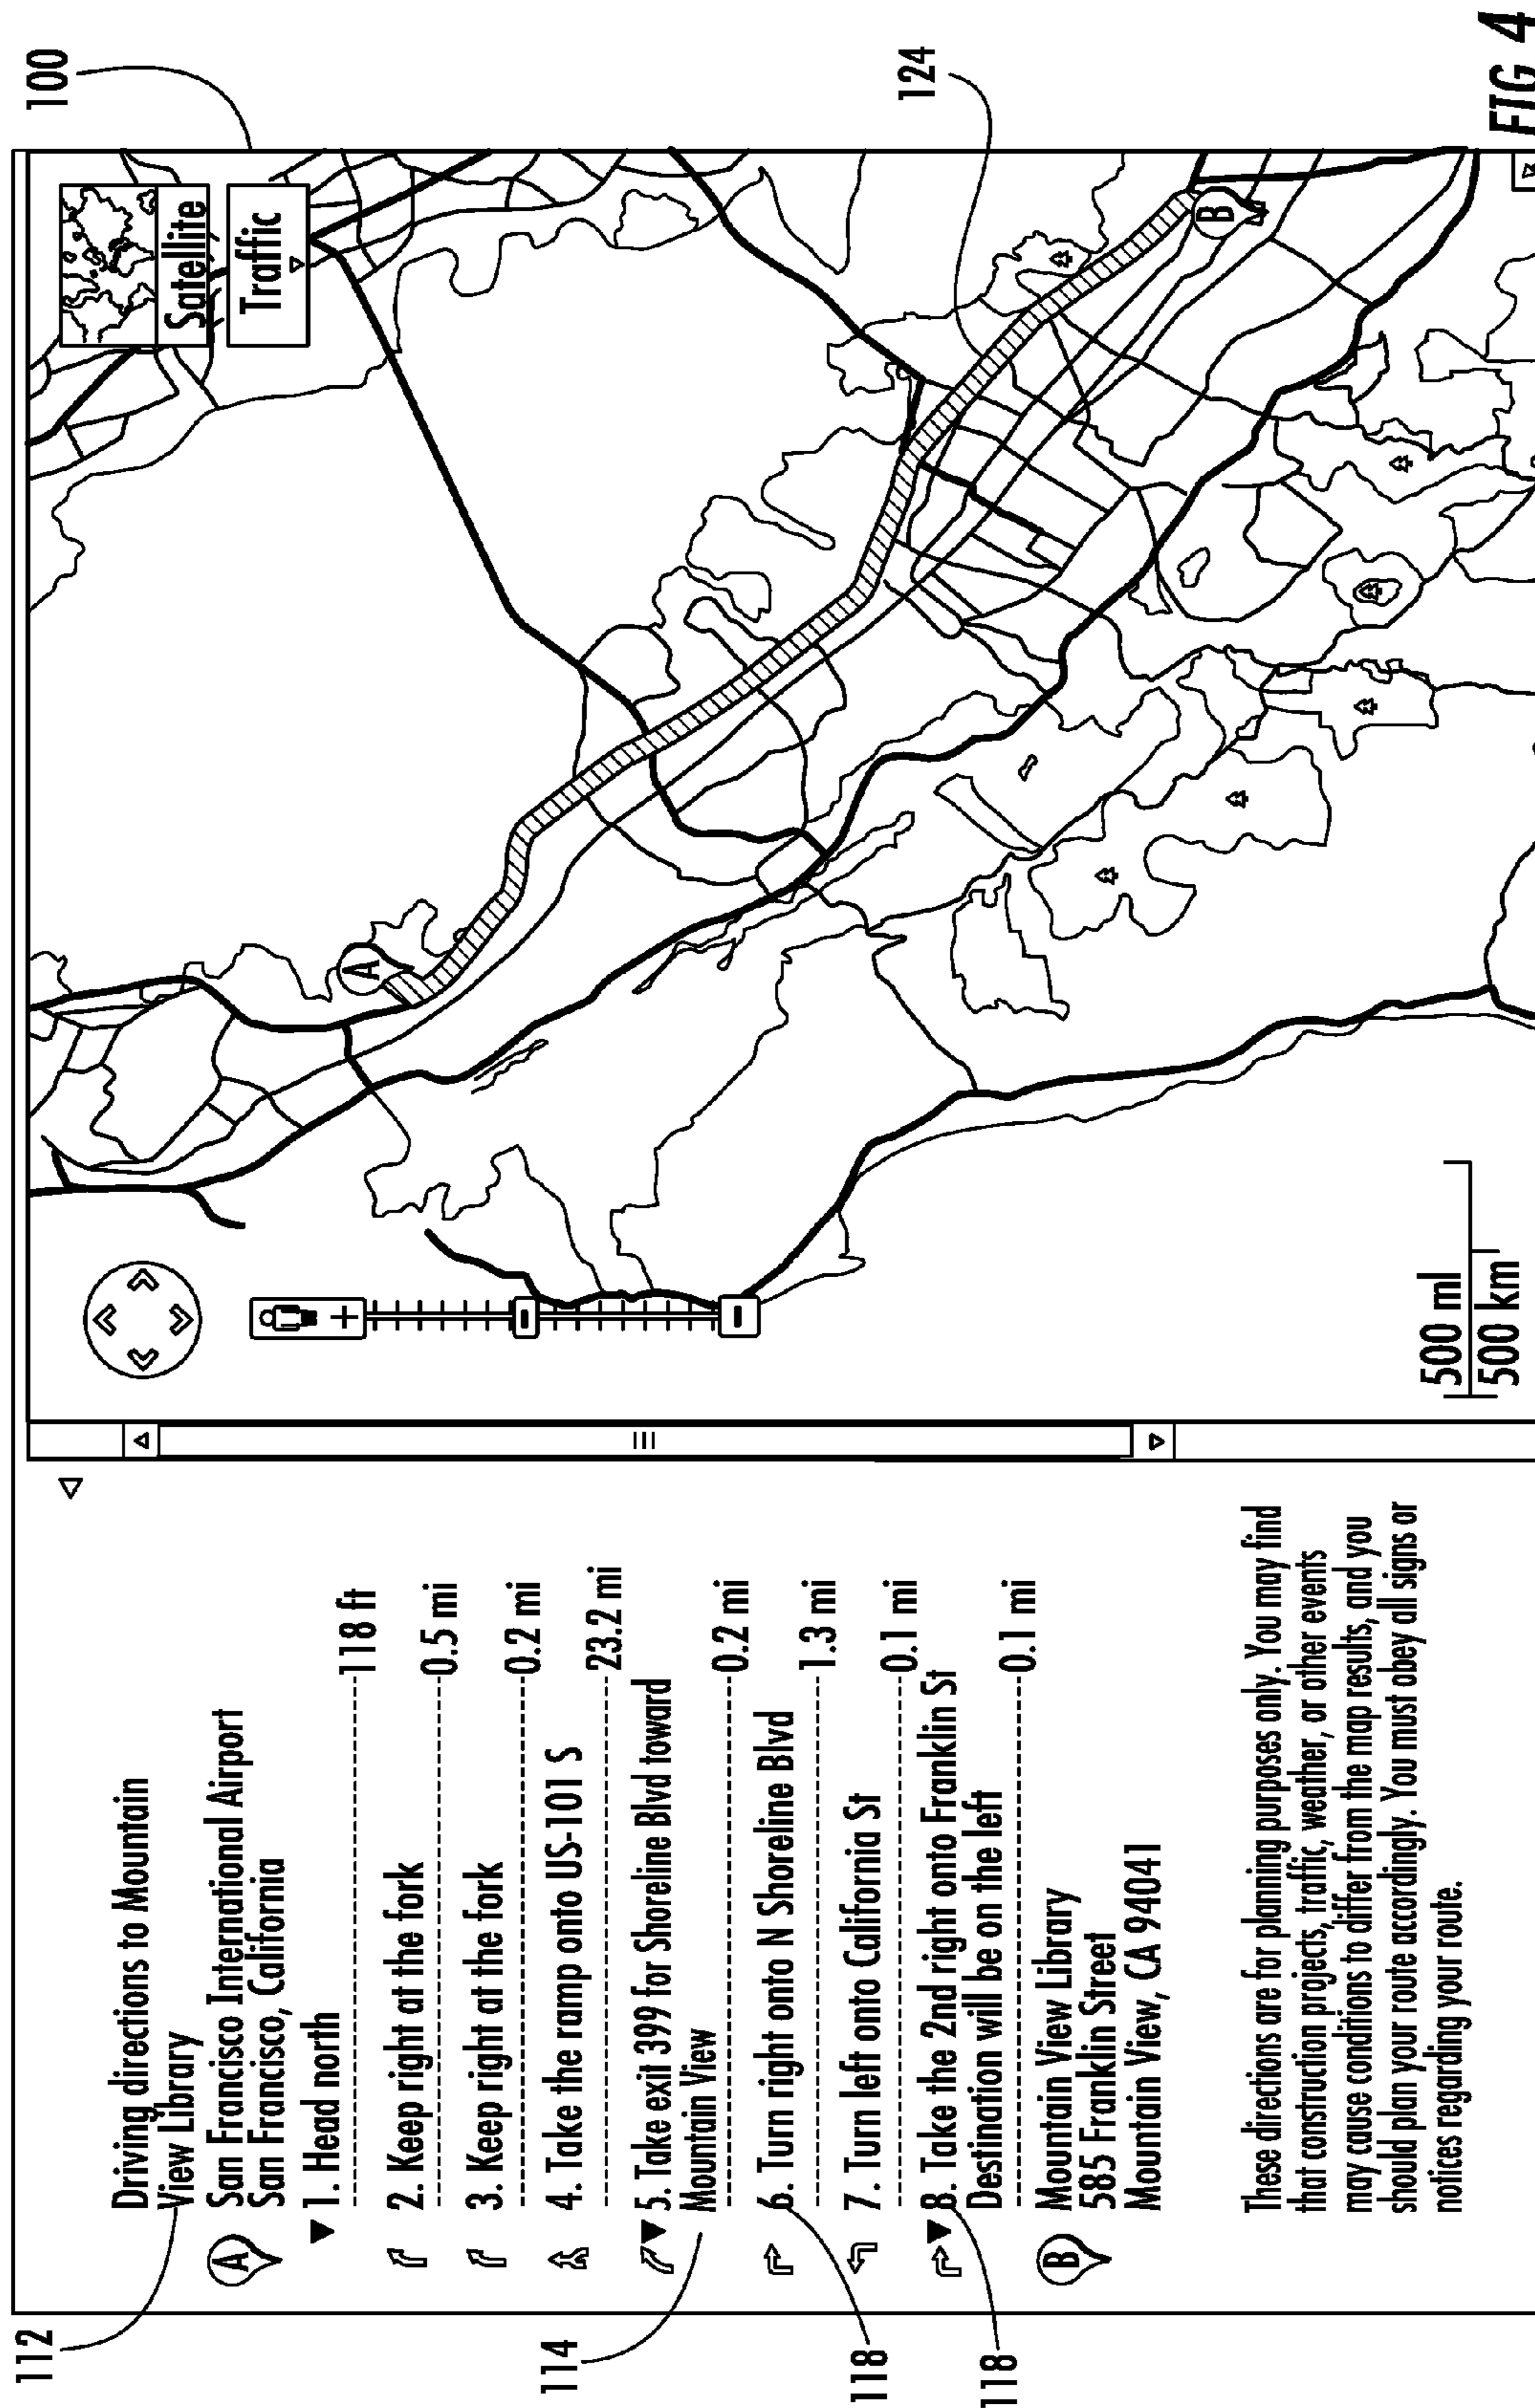 112
Driving directions to Mountain
View Library
A
San Francisco International Airport
San Francisco, California
1. Head north
118 ft
2. Keep right at the fork
0.5 mi
3. Keep right at the fork
0.2 mi
4. Take the ramp onto US-101 S
23.2 mi
114
5. Take exit 399 for Shoreline Blvd toward
Mountain View
0.2 mi
118
6. Turn right onto N Shoreline Blvd
1.3 mi
7. Turn left onto California St
0.1 mi
118
8. Take the 2nd right onto Franklin St
Destination will be on the left
0.1 mi
B
Mountain View Library
585 Franklin Street
Mountain View, CA 94041
These directions are for planning purposes only. You may find
that construction projects, traffic, weather, or other events
may cause conditions to differ from the map results, and you
should plan your route accordingly. You must obey all signs or
notices regarding your route.
+
-
-
500 ml
500 km
A
B
Satellite
Traffic
100
124
FIG 4